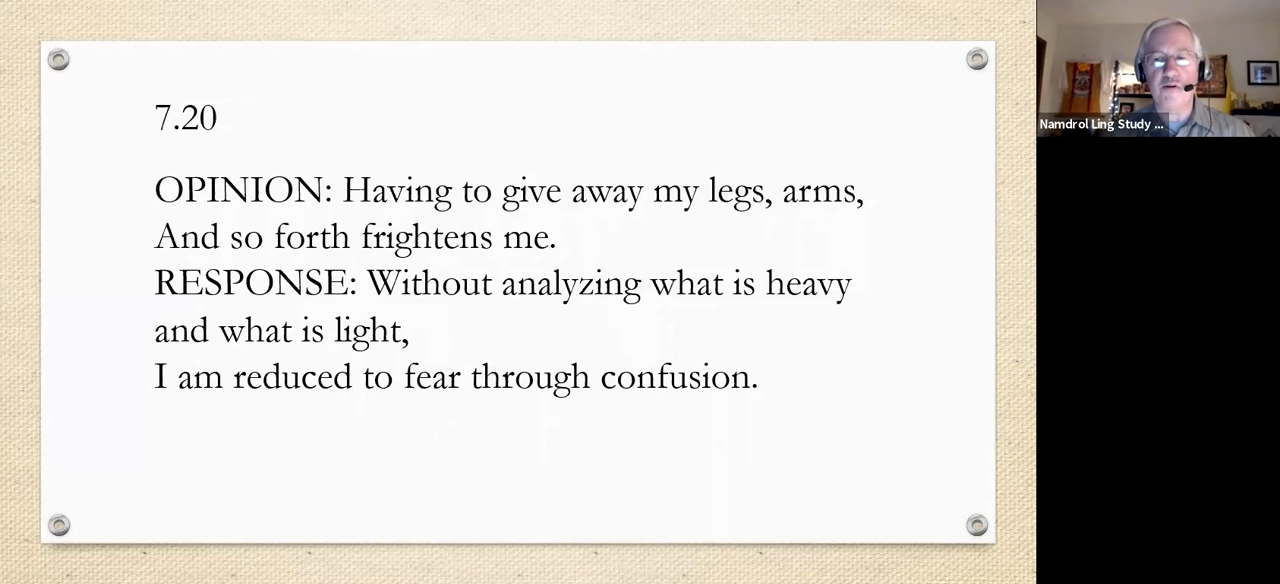 7.20
OPINION: Having to give away my legs, arms,
And so forth frightens me.
RESPONSE: Without analyzing what is heavy
and what is light,
I am reduced to fear through confusion.
Namdrol Ling Study ...